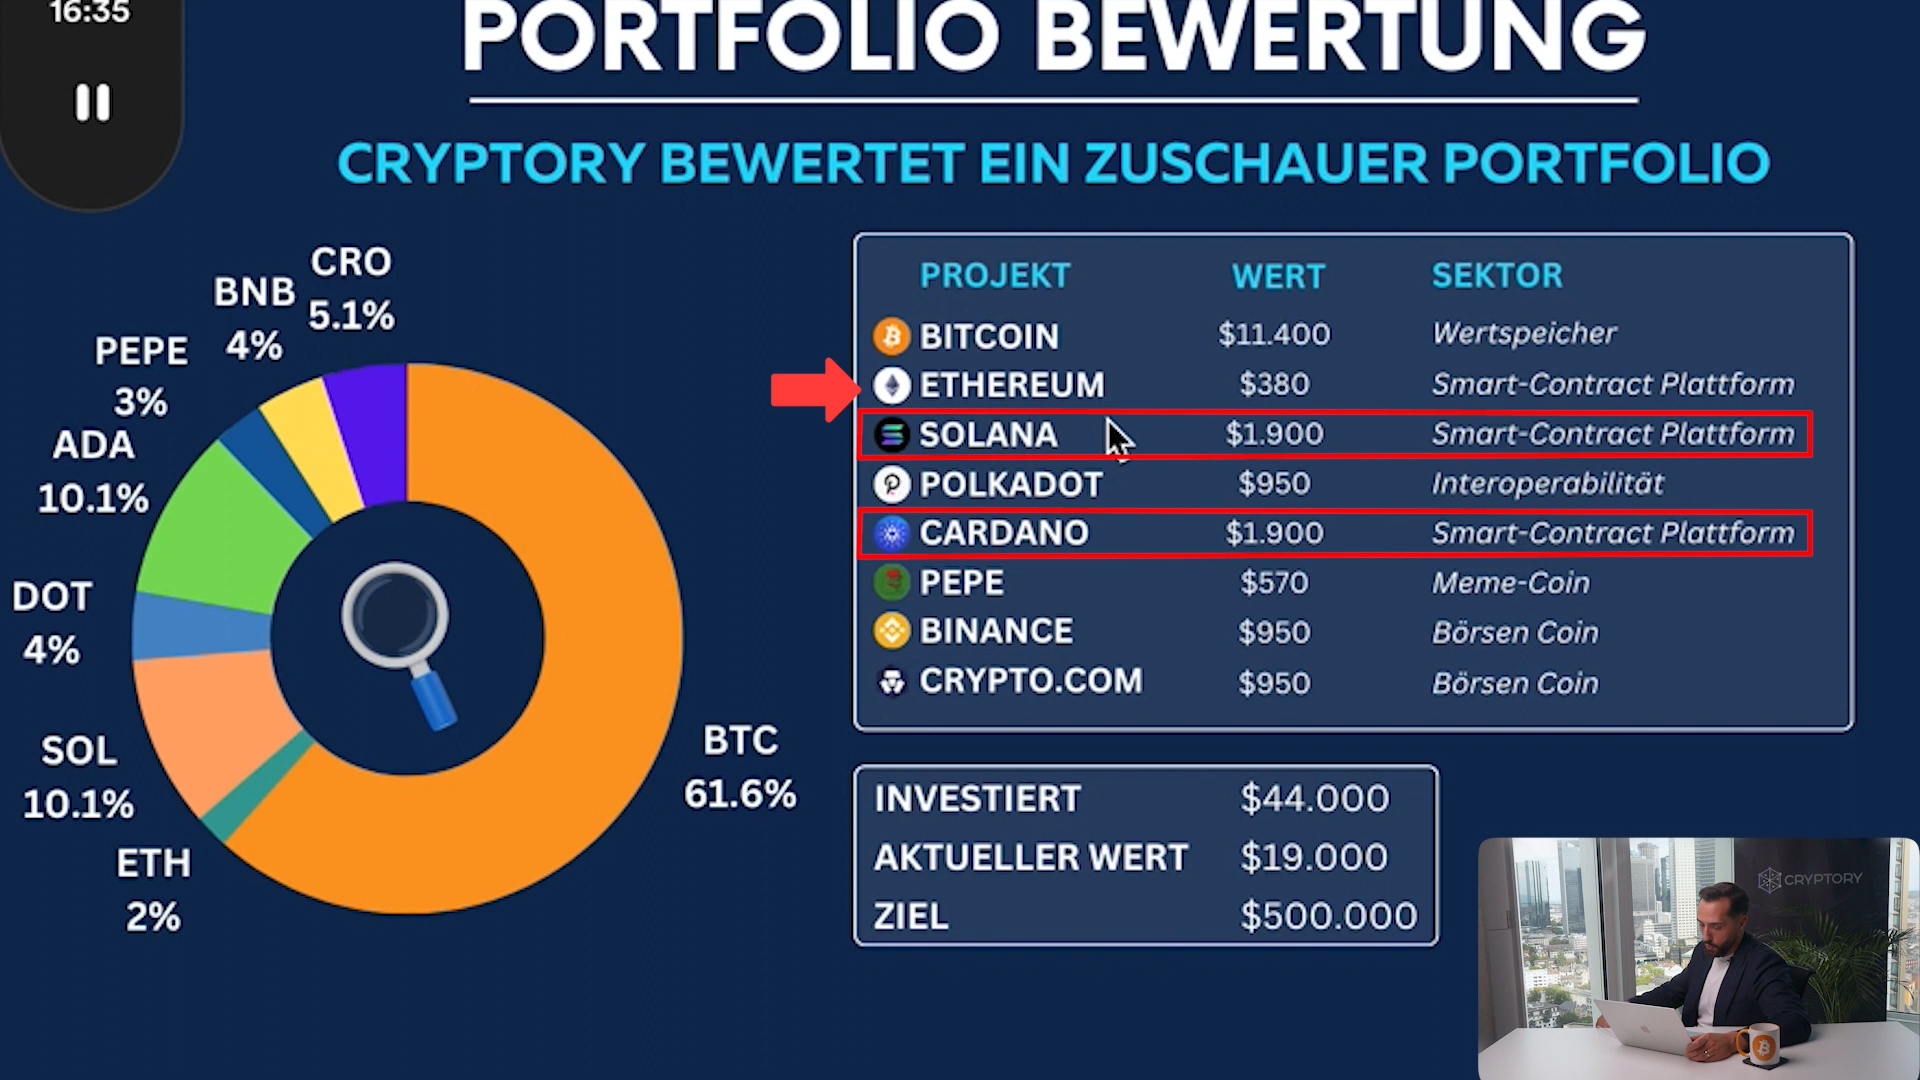 16:35
PORTFOLIO BEWERTUNG
CRYPTORY BEWERTET EIN ZUSCHAUER PORTFOLIO
CRO
5.1%
BNB
4%
PEPE
3%
ADA
10.1%
DOT
4%
SOL
10.1%
ETH
2%
BTC
61.6%
PROJEKT WERT SEKTOR
BITCOIN $11.400 Wertspeicher
ETHEREUM $380 Smart-Contract Plattform
SOLANA $1.900 Smart-Contract Plattform
POLKADOT $950 Interoperabilität
CARDANO $1.900 Smart-Contract Plattform
PEPE $570 Meme-Coin
BINANCE $950 Börsen Coin
CRYPTO.COM $950 Börsen Coin
INVESTIERT $44.000
AKTUELLER WERT $19.000
ZIEL $500.000
CRYPTORY